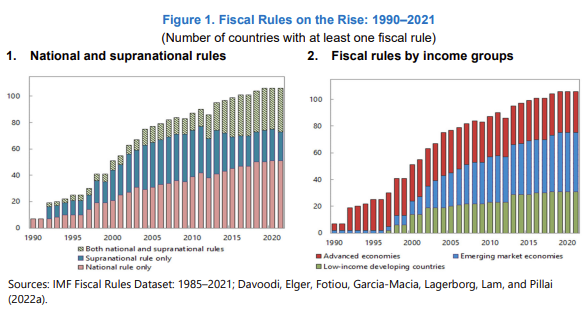 Figure 1. Fiscal Rules on the Rise: 1990–2021
(Number of countries with at least one fiscal rule)
1. National and supranational rules
100
80
60
40
20
0
1990 1995 2000 2005 2010 2015 2020
Both national and supranational rules
Supranational rule only
National rule only
2. Fiscal rules by income groups
100
80
60
40
20
0
1990 1995 2000 2005 2010 2015 2020
Advanced economies Emerging market economies
Low-income developing countries
Sources: IMF Fiscal Rules Dataset: 1985–2021; Davoodi, Elger, Fotiou, Garcia-Macia, Lagerborg, Lam, and Pillai
(2022a).